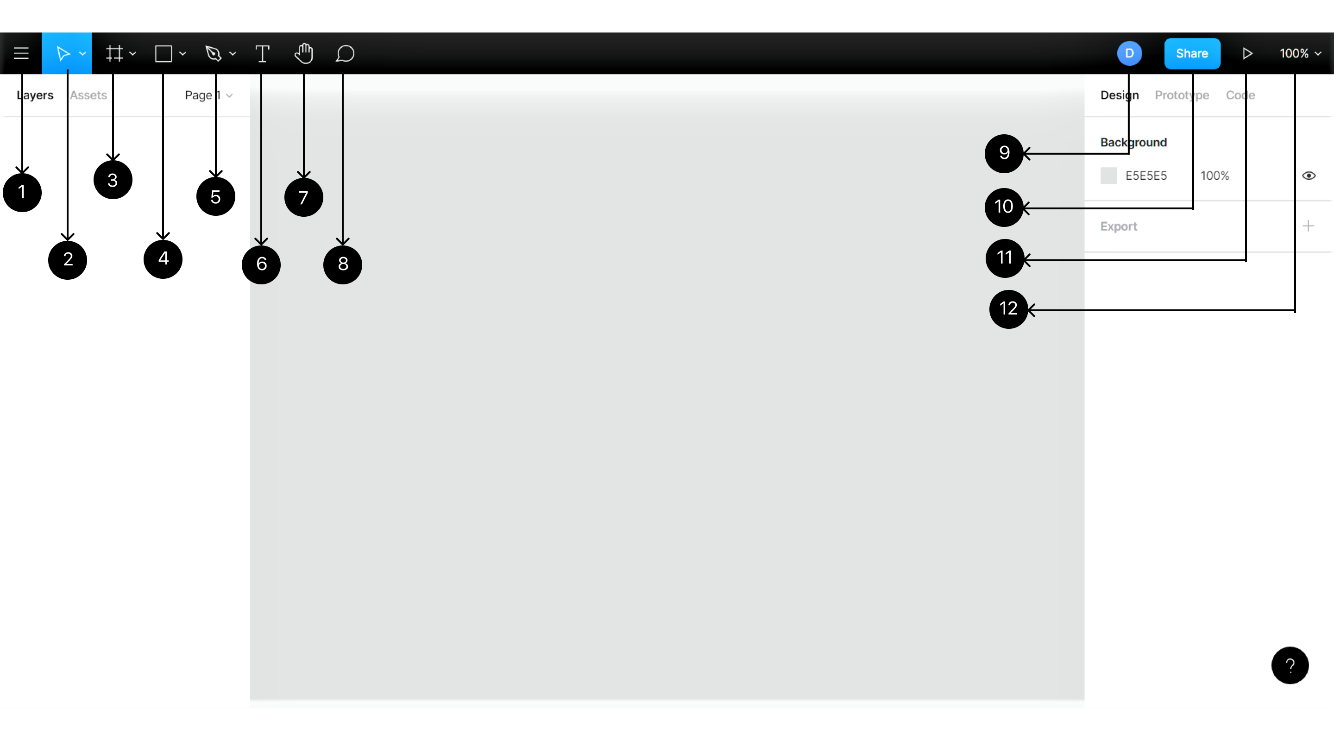 D Share 100%
Layers Assets Page 1
Design Prototype Code
Background
E5E5E5 100%
Export
1
2
3
4
5
6
7
8
9
10
11
12
?